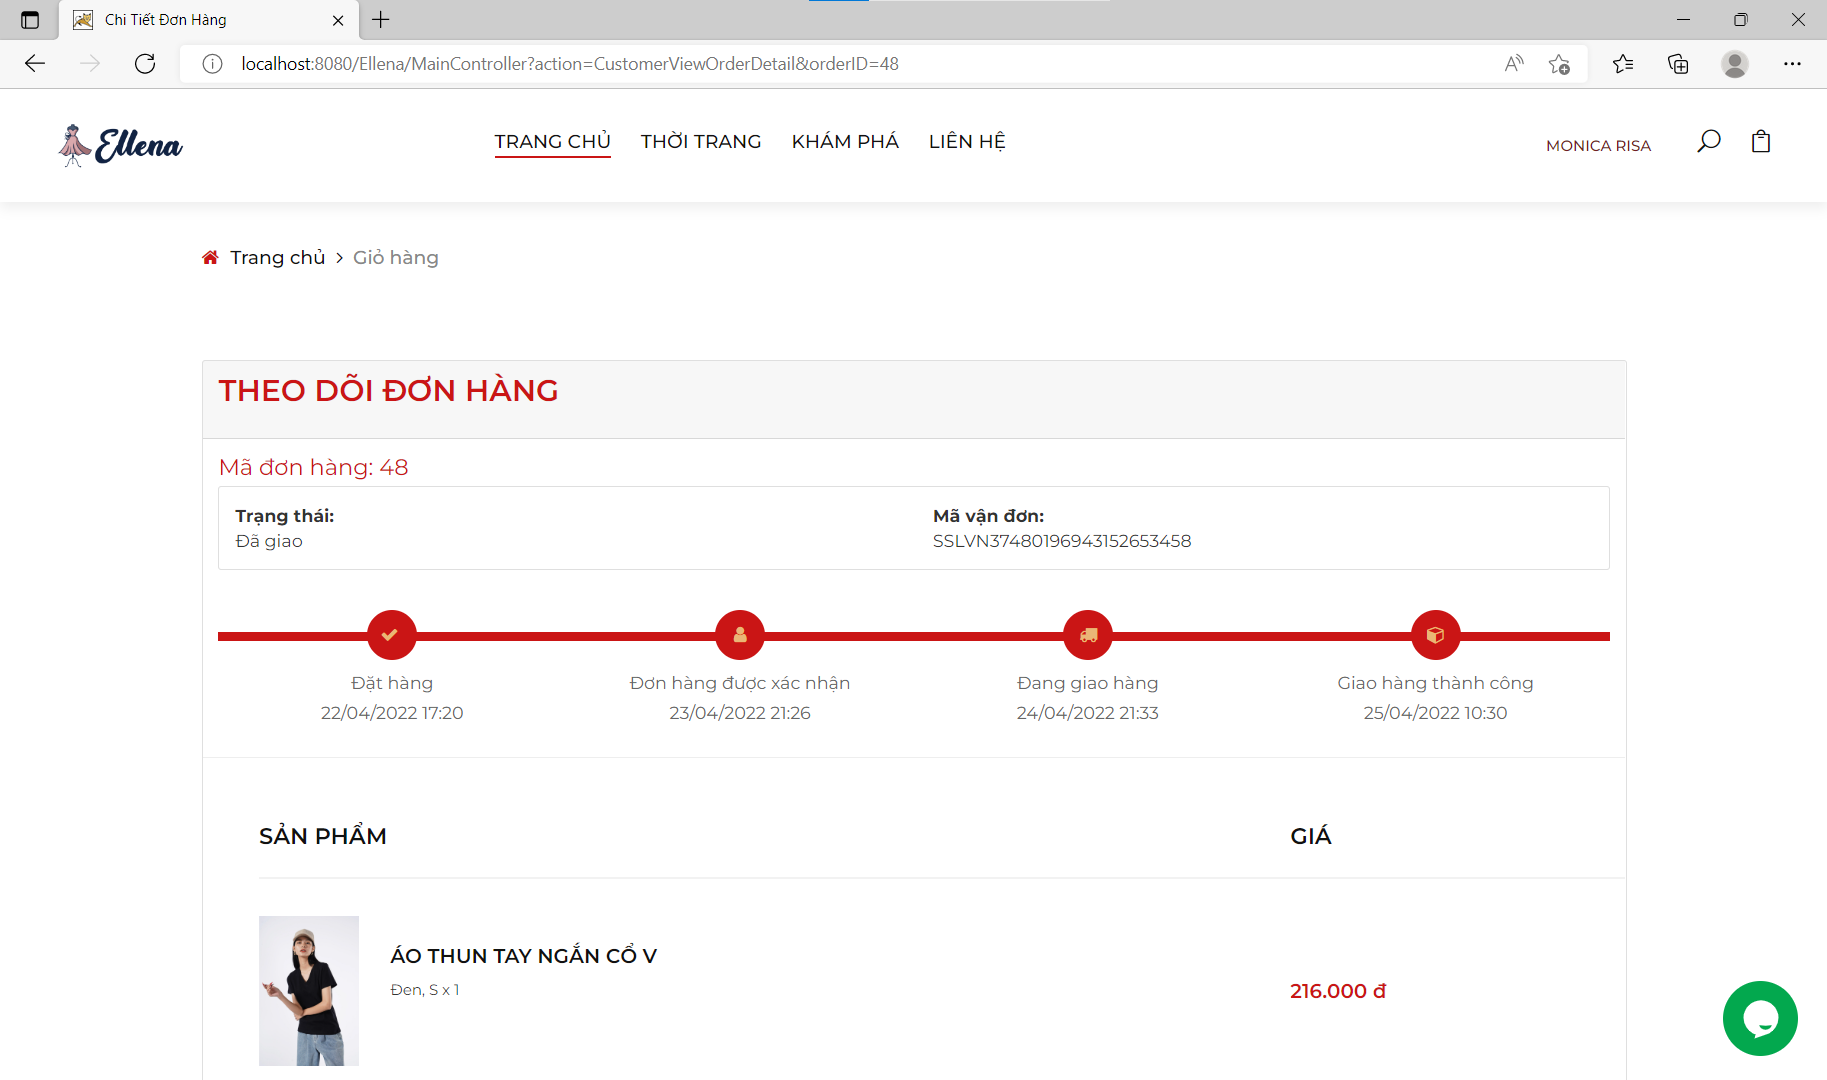 Chi Tiết Đơn Hàng
localhost:8080/Ellena/MainController?action=CustomerViewOrderDetail&orderID=48
Ellena
TRANG CHỦ THỜI TRANG KHÁM PHÁ LIÊN HỆ
MONICA RISA
Trang chủ > Giỏ hàng
THEO DÕI ĐƠN HÀNG
Mã đơn hàng: 48
Trạng thái: Mã vận đơn:
Đã giao SSLVN37480196943152653458
Đặt hàng Đơn hàng được xác nhận Đang giao hàng Giao hàng thành công
22/04/2022 17:20 23/04/2022 21:26 24/04/2022 21:33 25/04/2022 10:30
SẢN PHẨM GIÁ
ÁO THUN TAY NGẮN CỔ V
Đen, S x 1
216.000 đ